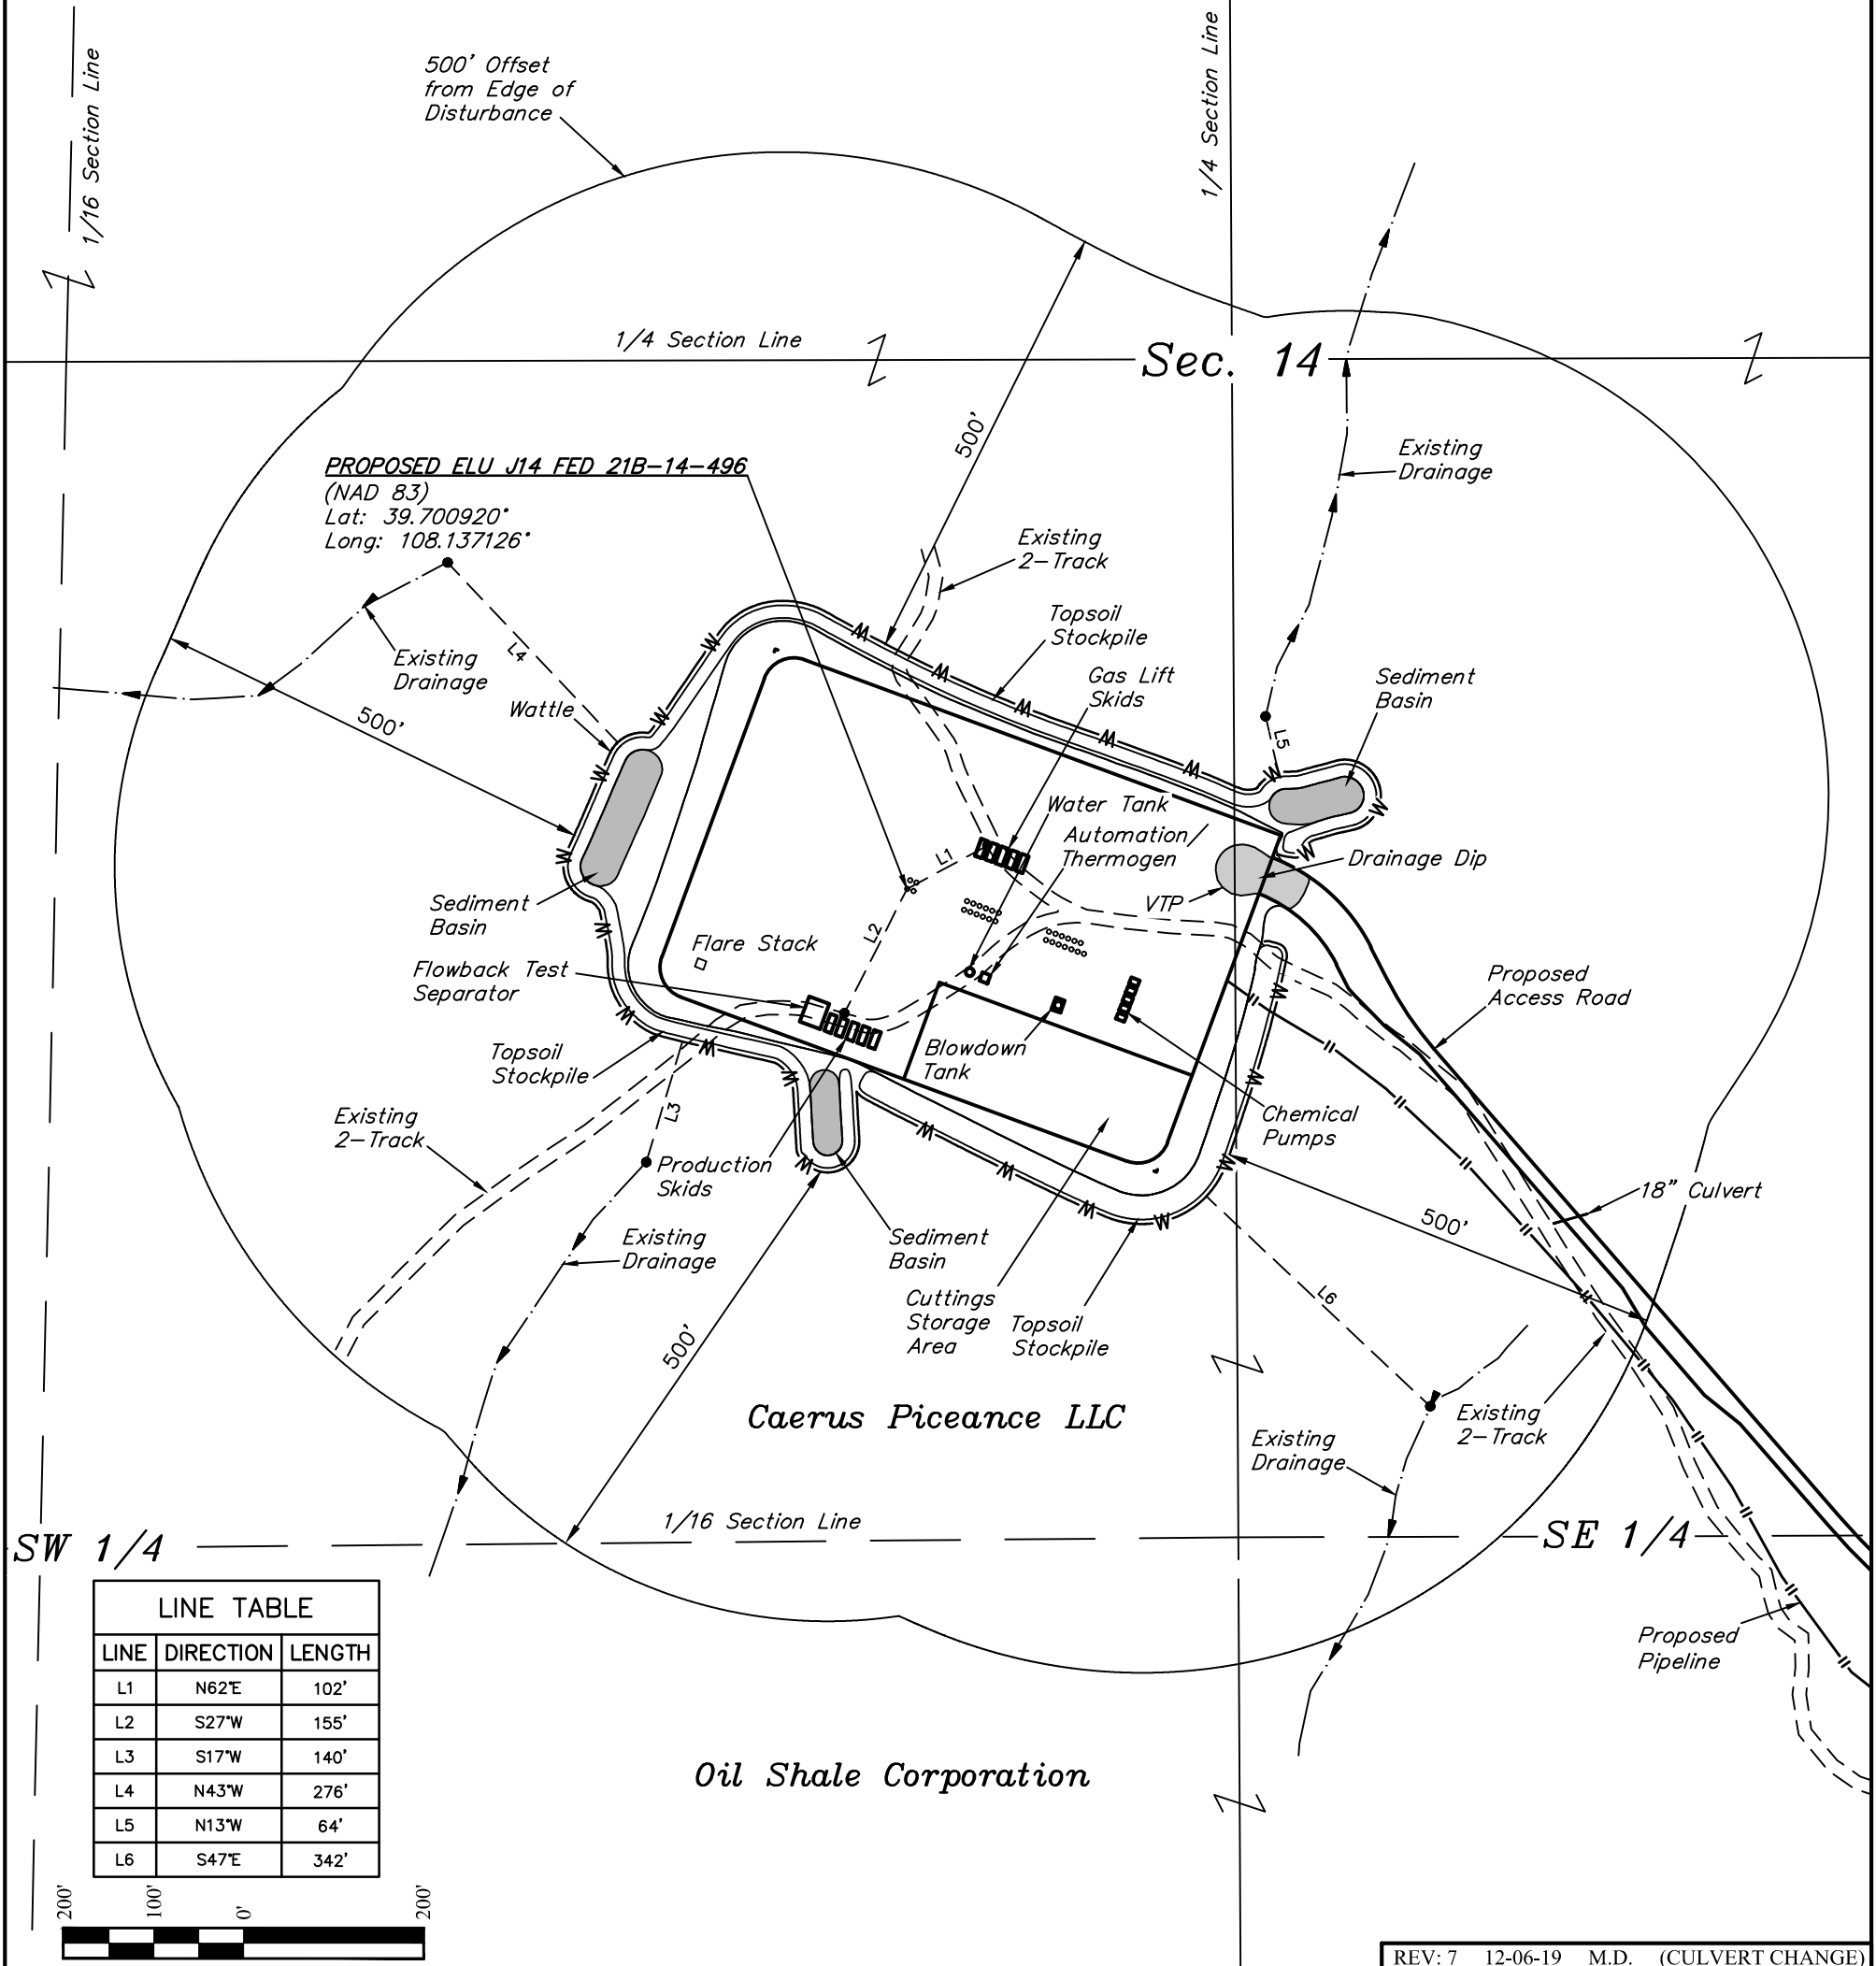 1/16 Section Line
500' Offset
from Edge of
Disturbance
1/4 Section Line
1/4 Section Line
Sec. 14
500'
PROPOSED ELU J14 FED 21B-14-496
(NAD 83)
Lat: 39.700920°
Long: 108.137126°
Existing
Drainage
Existing
2-Track
Topsoil
Stockpile
Gas Lift
Skids
Sediment
Basin
L4
L5
Existing
Drainage
Wattle
500'
Water Tank
Automation/
Thermogen
L1
Drainage Dip
VTP
Sediment
Basin
L2
Flare Stack
Flowback Test
Separator
Proposed
Access Road
Topsoil
Stockpile
Blowdown
Tank
L3
Existing
2-Track
Chemical
Pumps
Production
Skids
18" Culvert
500'
Existing
Drainage
Sediment
Basin
Cuttings
Storage
Area
Topsoil
Stockpile
L6
500'
Caerus Piceance LLC
Existing
2-Track
Existing
Drainage
1/16 Section Line
SW 1/4
SE 1/4
Proposed
Pipeline
LINE TABLE
LINE DIRECTION LENGTH
L1 N62°E 102'
L2 S27°W 155'
L3 S17°W 140'
L4 N43°W 276'
L5 N13°W 64'
L6 S47°E 342'
Oil Shale Corporation
200' 100' 0' 200'
REV: 7 12-06-19 M.D. (CULVERT CHANGE)